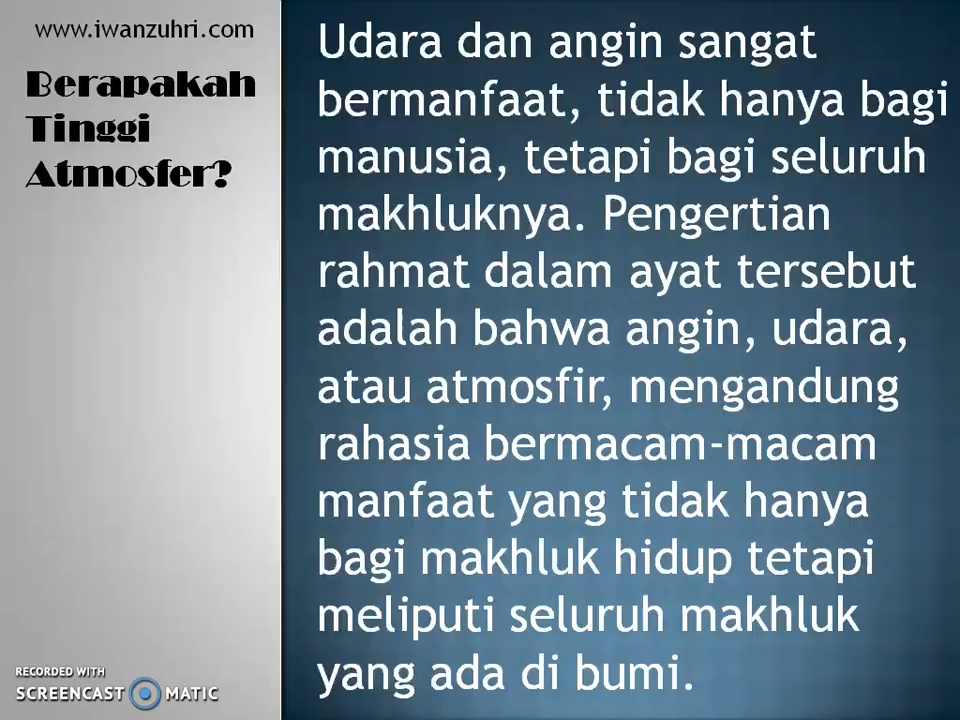 www.iwanzuhri.com
Berapakah
Tinggi
Atmosfer?
Udara dan angin sangat
bermanfaat, tidak hanya bagi
manusia, tetapi bagi seluruh
makhluknya. Pengertian
rahmat dalam ayat tersebut
adalah bahwa angin, udara,
atau atmosfir, mengandung
rahasia bermacam-macam
manfaat yang tidak hanya
bagi makhluk hidup tetapi
meliputi seluruh makhluk
yang ada di bumi.
RECORDED WITH
SCREENCAST MATIC